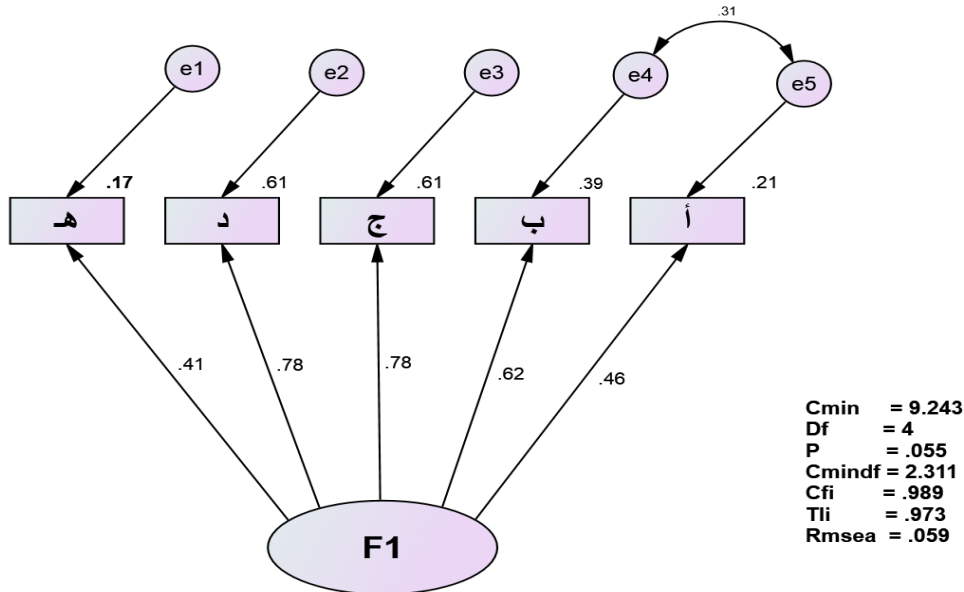 .31
e1
e2
e3
e4
e5
.17
.61
.61
.39
.21
هـ
د
ج
ب
أ
.41
.78
.78
.62
.46
F1
Cmin = 9.243
Df = 4
P = .055
Cmindf = 2.311
Cfi = .989
Tli = .973
Rmsea = .059